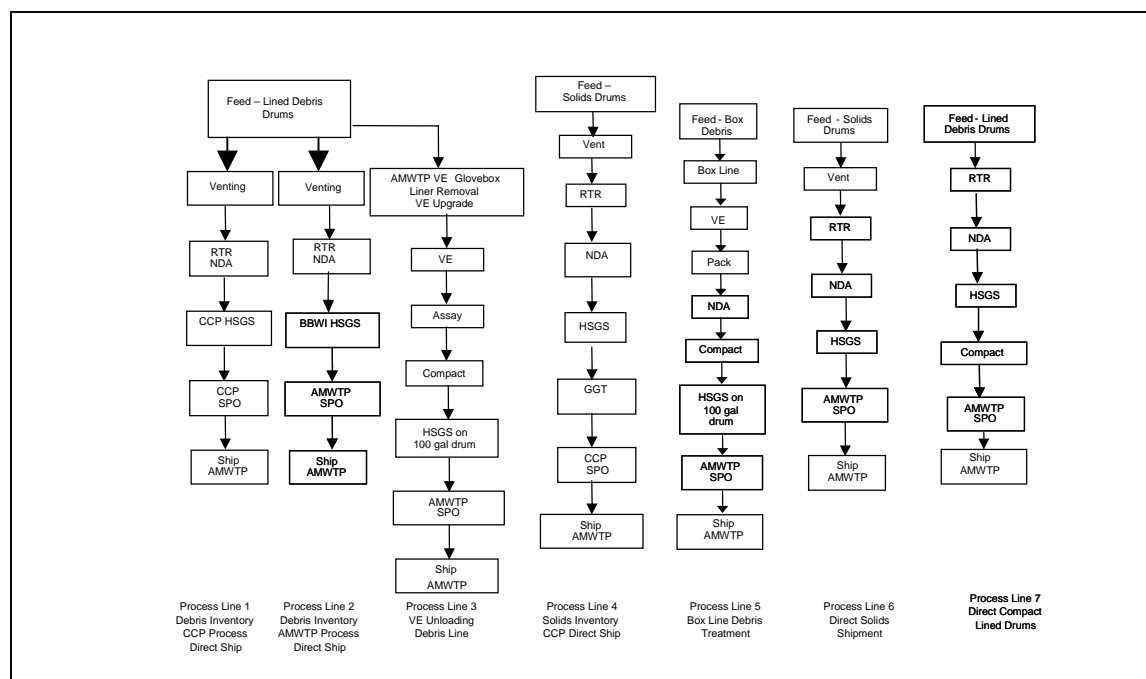 Feed – Lined Debris
Drums
Venting
RTR
NDA
CCP HSGS
CCP
SPO
Ship
AMWTP
Venting
RTR
NDA
BBWI HSGS
AMWTP
SPO
Ship
AMWTP
AMWTP VE Glovebox
Liner Removal
VE Upgrade
VE
Assay
Compact
HSGS on
100 gal drum
AMWTP
SPO
Ship
AMWTP
Feed –
Solids Drums
Vent
RTR
NDA
HSGS
GGT
CCP
SPO
Ship
AMWTP
Feed - Box
Debris
Box Line
VE
Pack
NDA
Compact
HSGS on
100 gal
drum
AMWTP
SPO
Ship
AMWTP
Feed - Solids
Drums
Vent
RTR
NDA
HSGS
AMWTP
SPO
Ship
AMWTP
Feed - Lined
Debris Drums
RTR
NDA
HSGS
Compact
AMWTP
SPO
Ship
AMWTP
Process Line 1
Debris Inventory
CCP Process
Direct Ship
Process Line 2
Debris Inventory
AMWTP Process
Direct Ship
Process Line 3
VE Unloading
Debris Line
Process Line 4
Solids Inventory
CCP Direct Ship
Process Line 5
Box Line Debris
Treatment
Process Line 6
Direct Solids
Shipment
Process Line 7
Direct Compact
Lined Drums